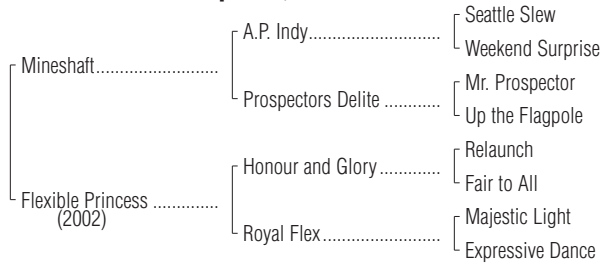 Seattle Slew
A.P. Indy..........................
Weekend Surprise
Mineshaft........................
Mr. Prospector
Prospectors Delite ...........
Up the Flagpole
Relaunch
Honour and Glory............
Fair to All
Flexible Princess .............
(2002)
Majestic Light
Royal Flex.......................
Expressive Dance